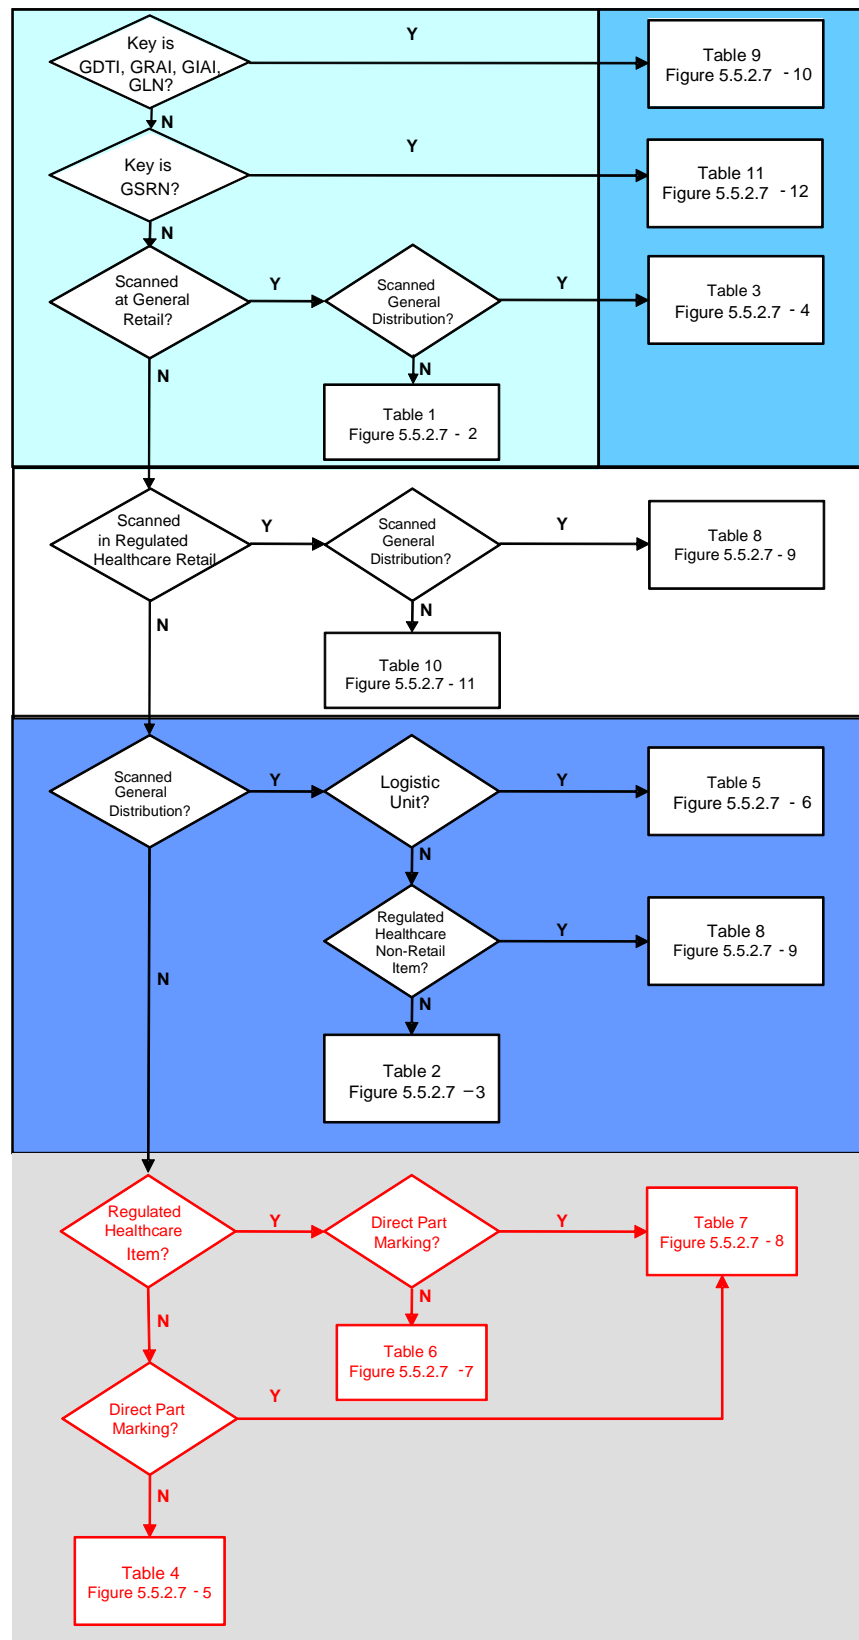 Key is
GDTI, GRAI, GIAI,
GLN?
Y
Table 9
Figure 5.5.2.7 - 10
N
Key is
GSRN?
Y
Table 11
Figure 5.5.2.7 - 12
N
Scanned
at General
Retail?
Y
Scanned
General
Distribution?
Y
Table 3
Figure 5.5.2.7 - 4
N
N
Table 1
Figure 5.5.2.7 - 2
Scanned
in Regulated
Healthcare Retail
Y
Scanned
General
Distribution?
Y
Table 8
Figure 5.5.2.7 - 9
N
N
Table 10
Figure 5.5.2.7 - 11
Scanned
General
Distribution?
Y
Logistic
Unit?
Y
Table 5
Figure 5.5.2.7 - 6
N
Regulated
Healthcare
Non-Retail
Item?
Y
Table 8
Figure 5.5.2.7 - 9
N
N
Table 2
Figure 5.5.2.7 – 3
Regulated
Healthcare
Item?
Y
Direct Part
Marking?
Y
Table 7
Figure 5.5.2.7 - 8
N
N
Table 6
Figure 5.5.2.7 -7
Direct Part
Marking?
Y
N
Table 4
Figure 5.5.2.7 - 5